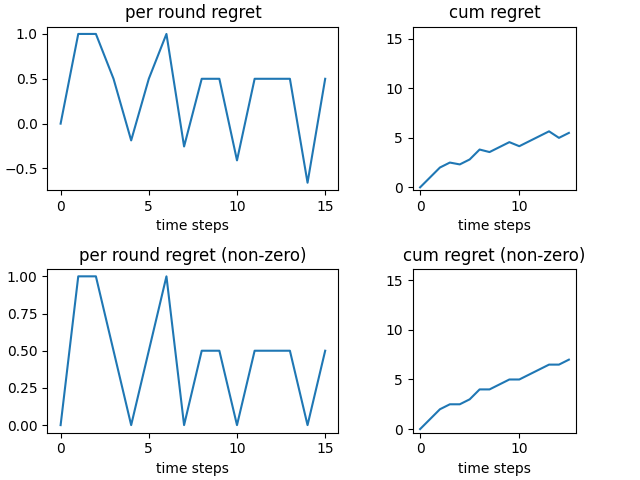 per round regret
1.0
0.5
0.0
−0.5
0 5 10 15
time steps
cum regret
15
10
5
0
0 10
time steps
per round regret (non-zero)
1.00
0.75
0.50
0.25
0.00
0 5 10 15
time steps
cum regret (non-zero)
15
10
5
0
0 10
time steps